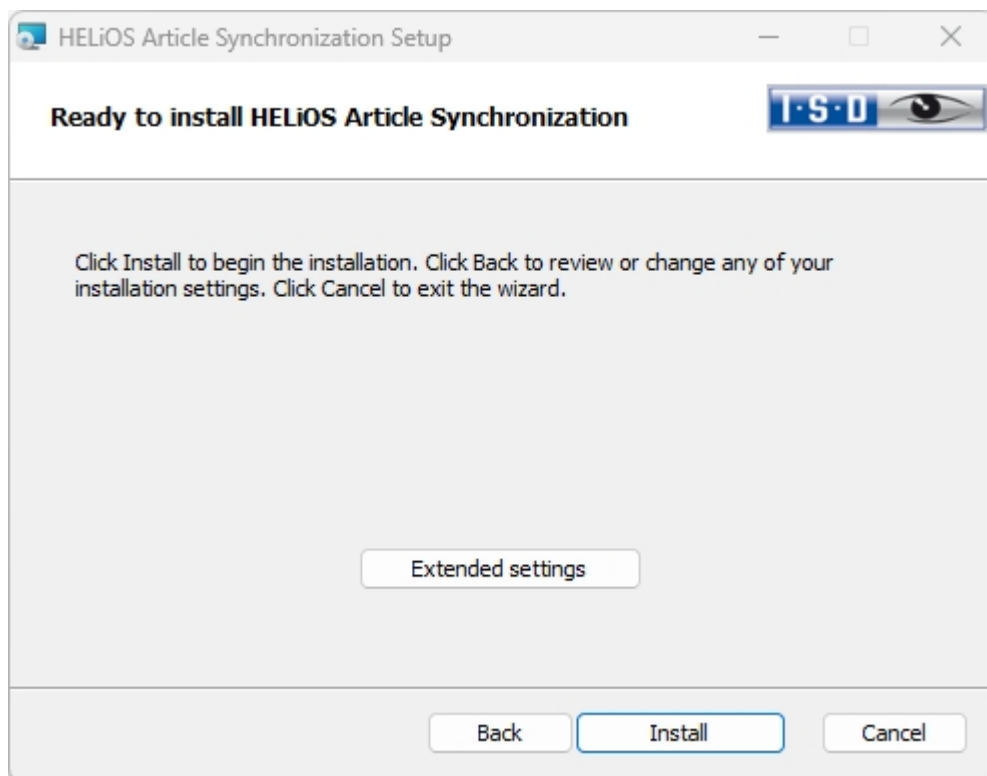 HELiOS Article Synchronization Setup
Ready to install HELiOS Article Synchronization
I·S·D
Click Install to begin the installation. Click Back to review or change any of your
installation settings. Click Cancel to exit the wizard.
Extended settings
Back
Install
Cancel